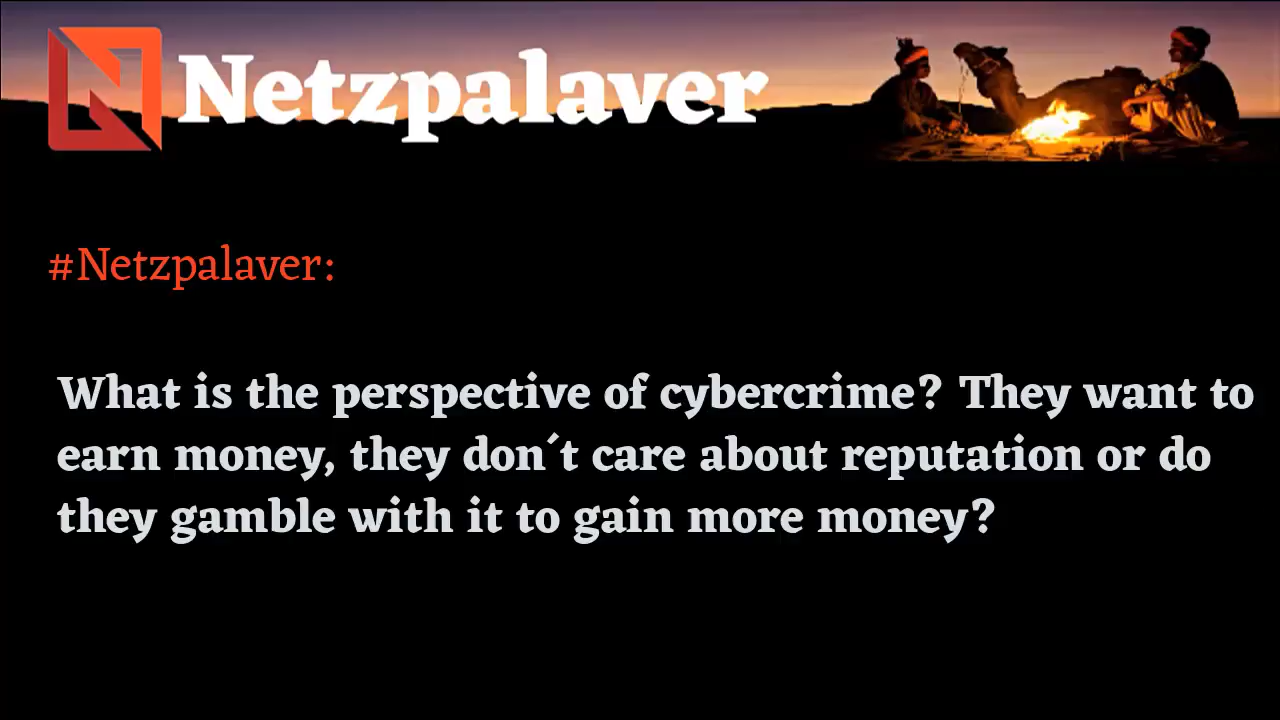 Netzpalaver
#Netzpalaver:
What is the perspective of cybercrime? They want to
earn money, they don´t care about reputation or do
they gamble with it to gain more money?